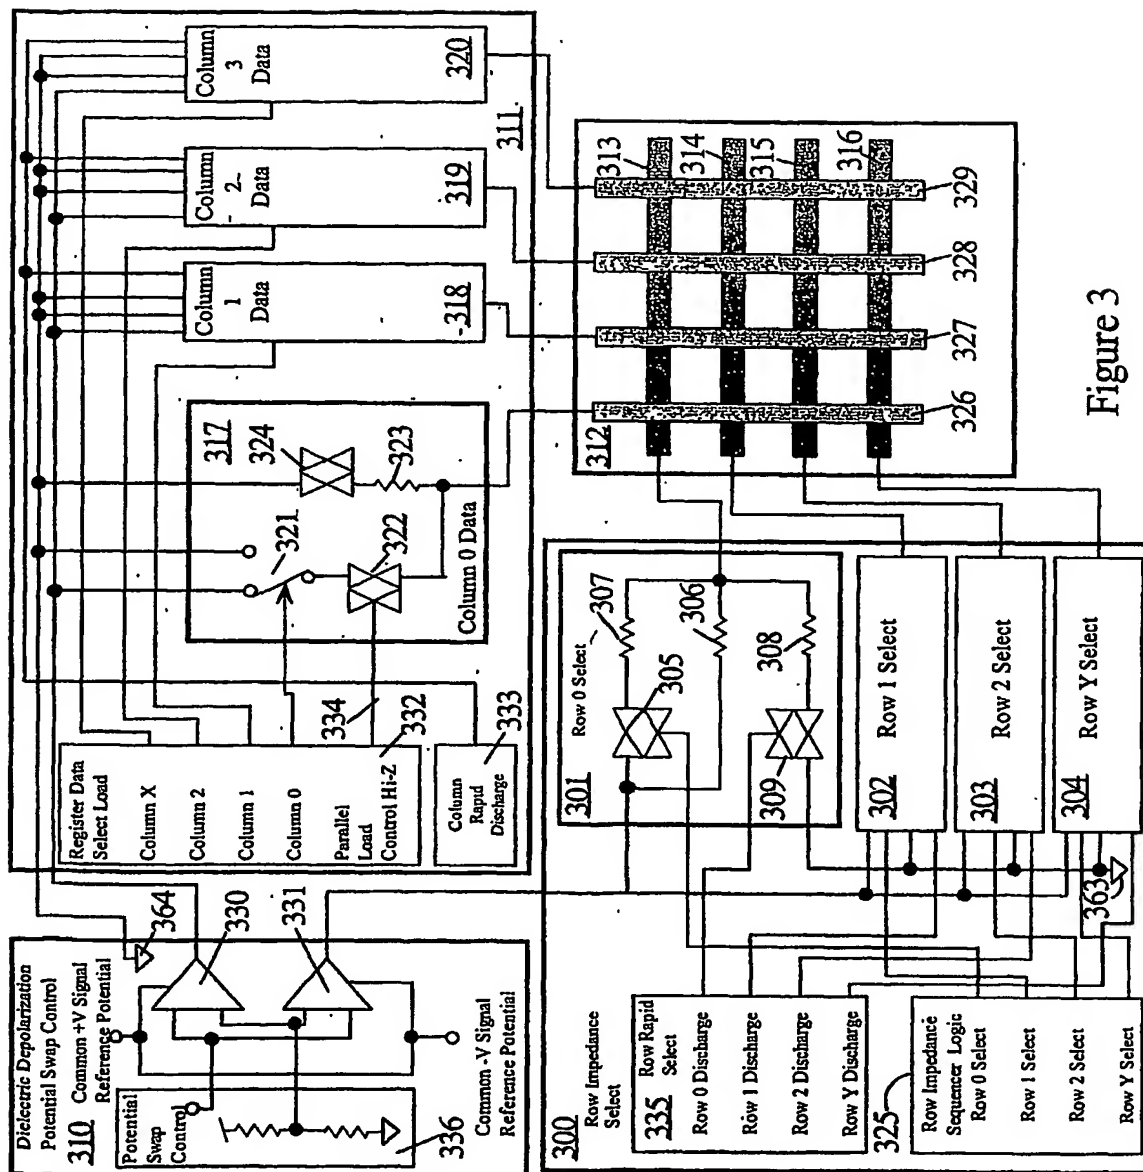 Dielectric Depolarization
Potential Swap Control
310
Common +V Signal
Reference Potential
364
330
331
Potential
Swap
Control
336
Common -V Signal
Reference Potential
Register Data
Select Load
Column X
Column 2
Column 1
Column 0
Parallel
Load
Control Hi-Z
334
332
Column
Rapid
Discharge
333
317
324
323
321
322
Column 0 Data
Column
1
Data
318
Column
2
Data
319
Column
3
Data
320
311
312
313
314
315
316
326
327
328
329
300
Row Impedance
Select
301
Row 0 Select
307
305
306
308
309
302
Row 1 Select
303
Row 2 Select
304
Row Y Select
363
335
Row Rapid
Select
Row 0 Discharge
Row 1 Discharge
Row 2 Discharge
Row Y Discharge
325
Row Impedance
Sequencer Logic
Row 0 Select
Row 1 Select
Row 2 Select
Row Y Select
Figure 3